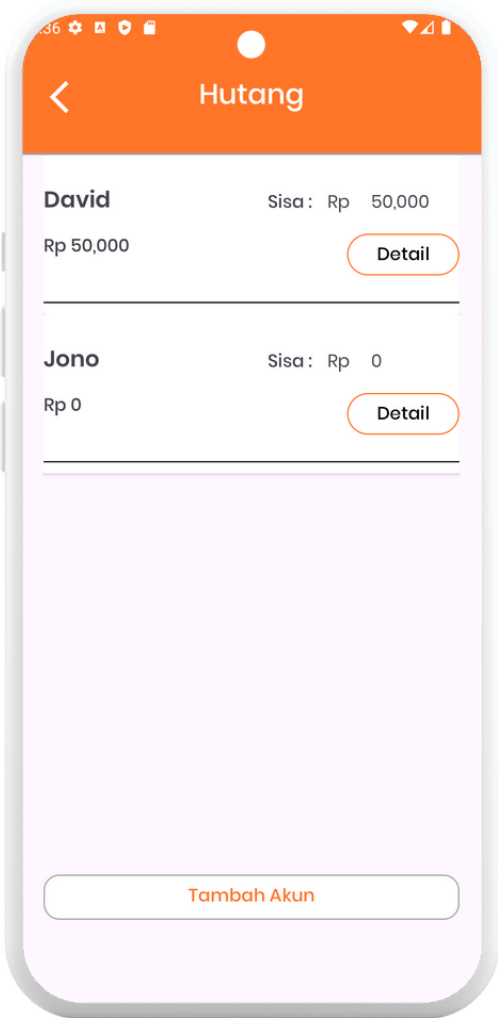 :36
Hutang
David
Sisa : Rp 50,000
Rp 50,000
Detail
Jono
Sisa : Rp 0
Rp 0
Detail
Tambah Akun